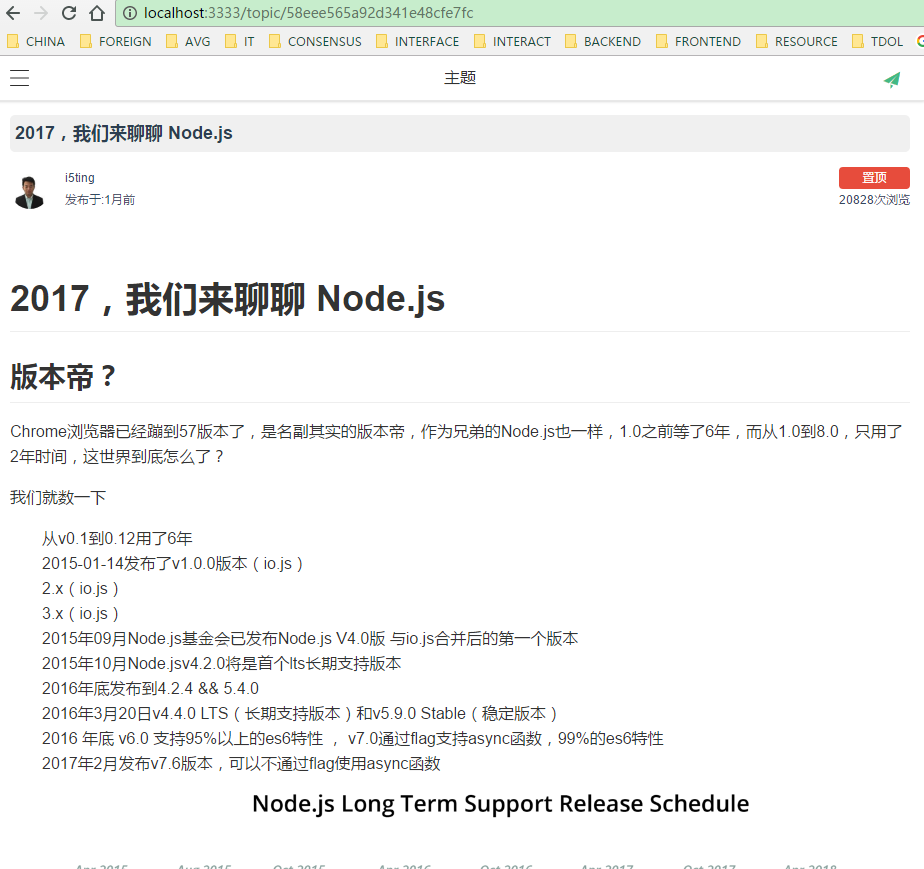 localhost:3333/topic/58eee565a92d341e48cfe7fc
CHINA FOREIGN AVG IT CONSENSUS INTERFACE INTERACT BACKEND FRONTEND RESOURCE TDOL
主题
2017，我们来聊聊 Node.js
i5ting
置顶
发布于:1月前
20828次浏览
2017，我们来聊聊 Node.js
版本帝？
Chrome浏览器已经蹦到57版本了，是名副其实的版本帝，作为兄弟的Node.js也一样，1.0之前等了6年，而从1.0到8.0，只用了
2年时间，这世界到底怎么了？
我们就数一下
从v0.1到0.12用了6年
2015-01-14发布了v1.0.0版本（io.js）
2.x（io.js）
3.x（io.js）
2015年09月Node.js基金会已发布Node.js V4.0版 与io.js合并后的第一个版本
2015年10月Node.jsv4.2.0将是首个lts长期支持版本
2016年底发布到4.2.4 && 5.4.0
2016年3月20日v4.4.0 LTS（长期支持版本）和v5.9.0 Stable（稳定版本）
2016 年底 v6.0 支持95%以上的es6特性 ， v7.0通过flag支持async函数，99%的es6特性
2017年2月发布v7.6版本，可以不通过flag使用async函数
Node.js Long Term Support Release Schedule
Apr 2015 Aug 2015 Oct 2015 Apr 2016 Oct 2016 Apr 2017 Oct 2017 Apr 2018